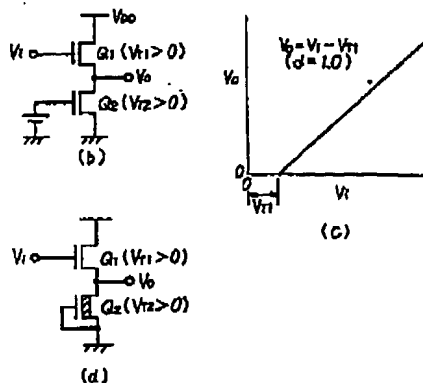 VDD
Vi
Q1 (VT1>0)
Vo
Q2 (VT2>0)
(b)
Vo=Vi-VT1
(α=1.0)
Vo
0
0
VT1
Vi
(c)
Vi
Q1 (VT1>0)
Vo
Q2 (VT2>0)
(d)